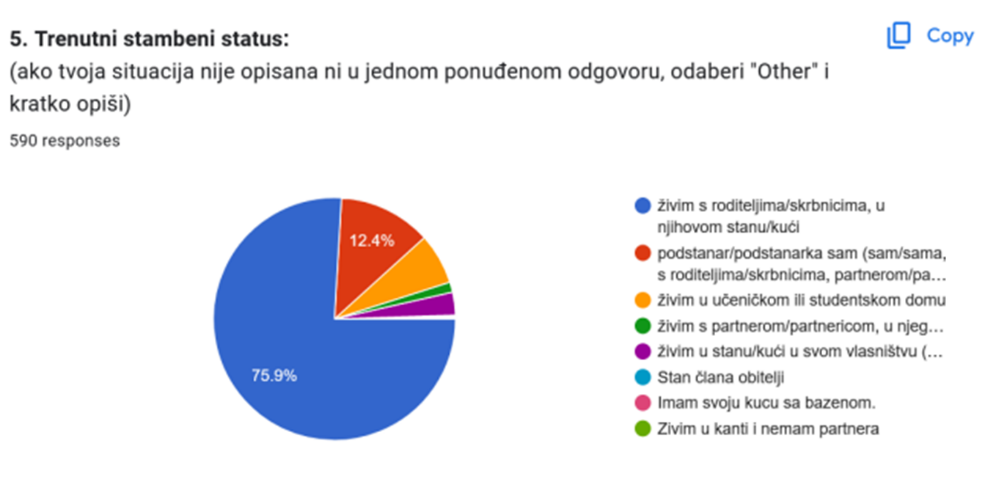 5. Trenutni stambeni status:
Copy
(ako tvoja situacija nije opisana ni u jednom ponuđenom odgovoru, odaberi "Other" i
kratko opiši)
590 responses
12.4%
75.9%
živim s roditeljima/skrbnicima, u
njihovom stanu/kući
podstanar/podstanarka sam (sam/sama,
s roditeljima/skrbnicima, partnerom/pa…
živim u učeničkom ili studentskom domu
živim s partnerom/partnericom, u njeg…
živim u stanu/kući u svom vlasništvu (…
Stan člana obitelji
Imam svoju kucu sa bazenom.
Zivim u kanti i nemam partnera